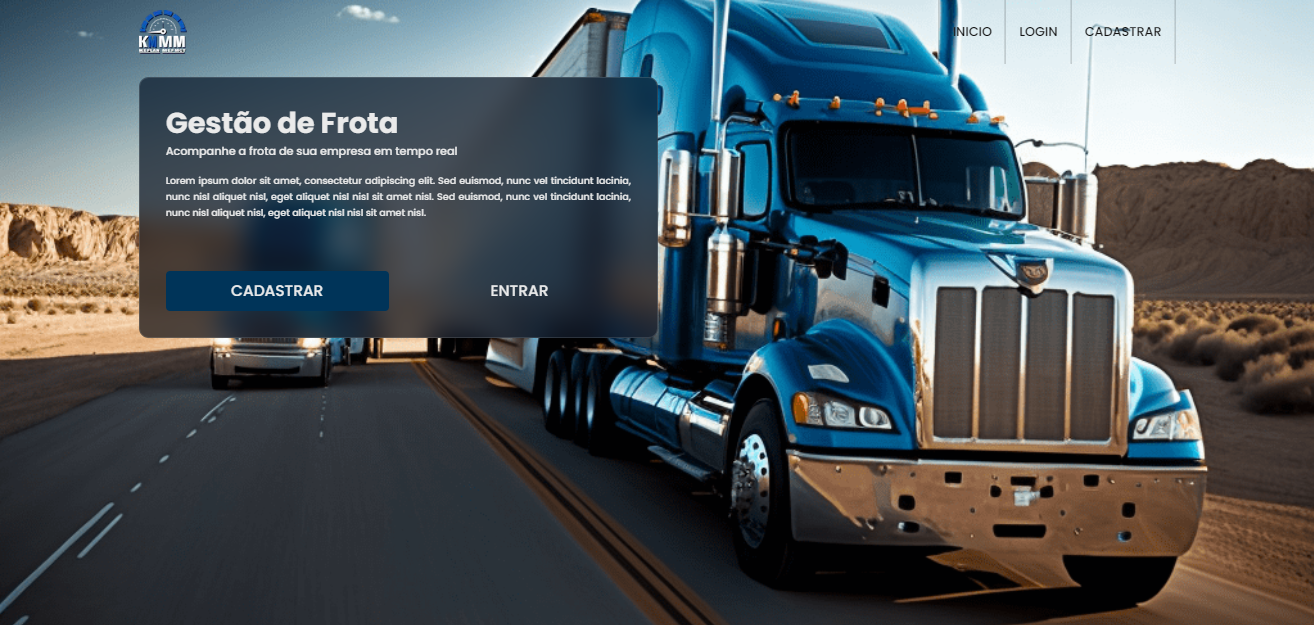 KMMM
INICIO
LOGIN
CADASTRAR
Gestão de Frota
Acompanhe a frota de sua empresa em tempo real
Lorem ipsum dolor sit amet, consectetur adipiscing elit. Sed euismod, nunc vel tincidunt lacinia,
nunc nisl aliquet nisl, eget aliquet nisl nisl sit amet nisl. Sed euismod, nunc vel tincidunt lacinia,
nunc nisl aliquet nisl, eget aliquet nisl nisl sit amet nisl.
CADASTRAR
ENTRAR